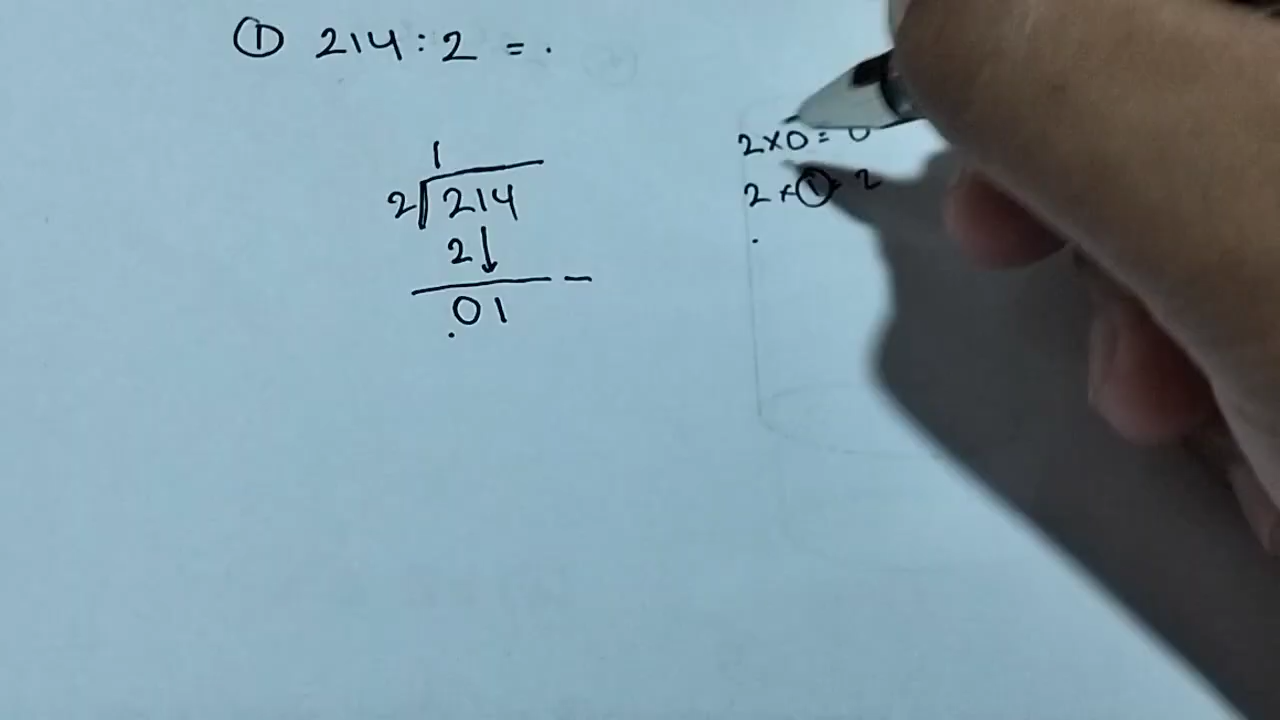 ① 214 : 2 = .
1
2 214
2↓
01
2×0 = 0
2×① = 2